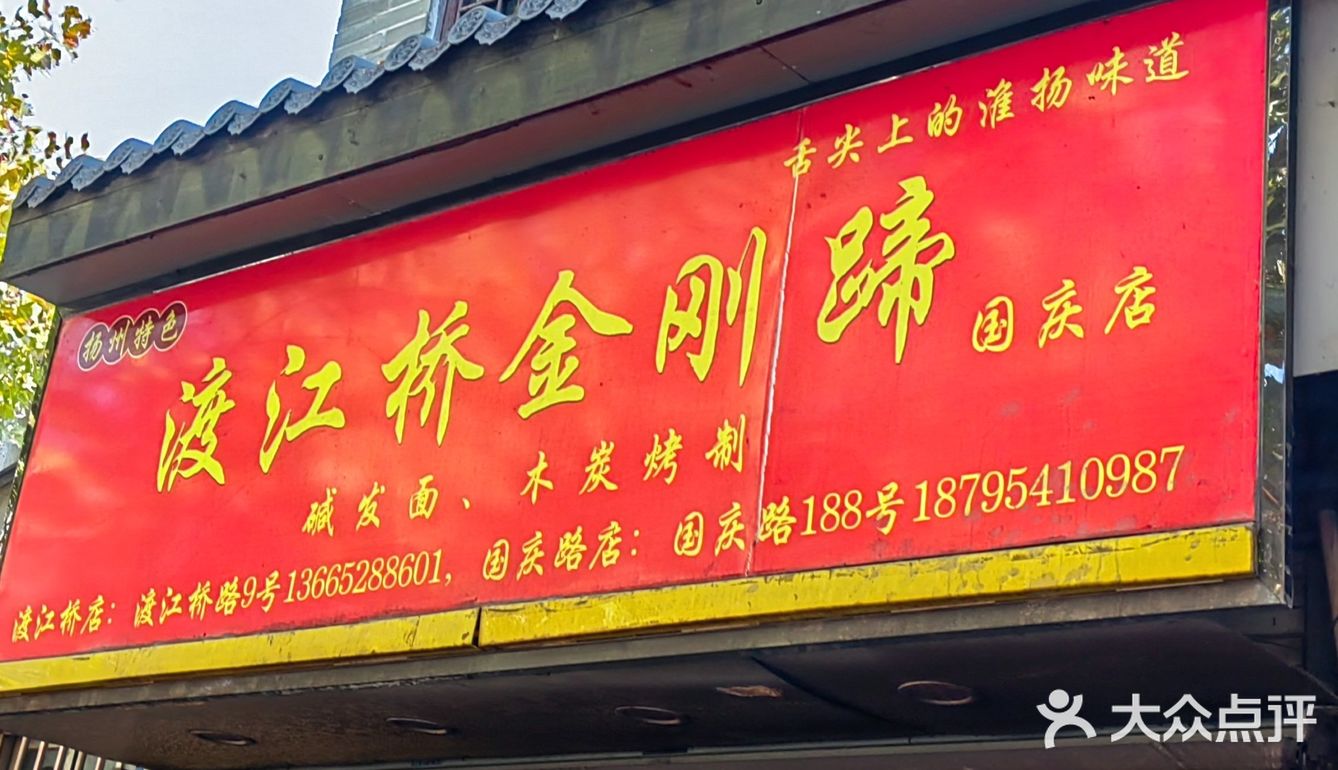 舌尖上的淮扬味道
扬州特色
渡江桥金刚蹄 国庆店
碱发面、木炭烤制
渡江桥店：渡江桥路9号13665288601，国庆路店：国庆路188号18795410987
大众点评